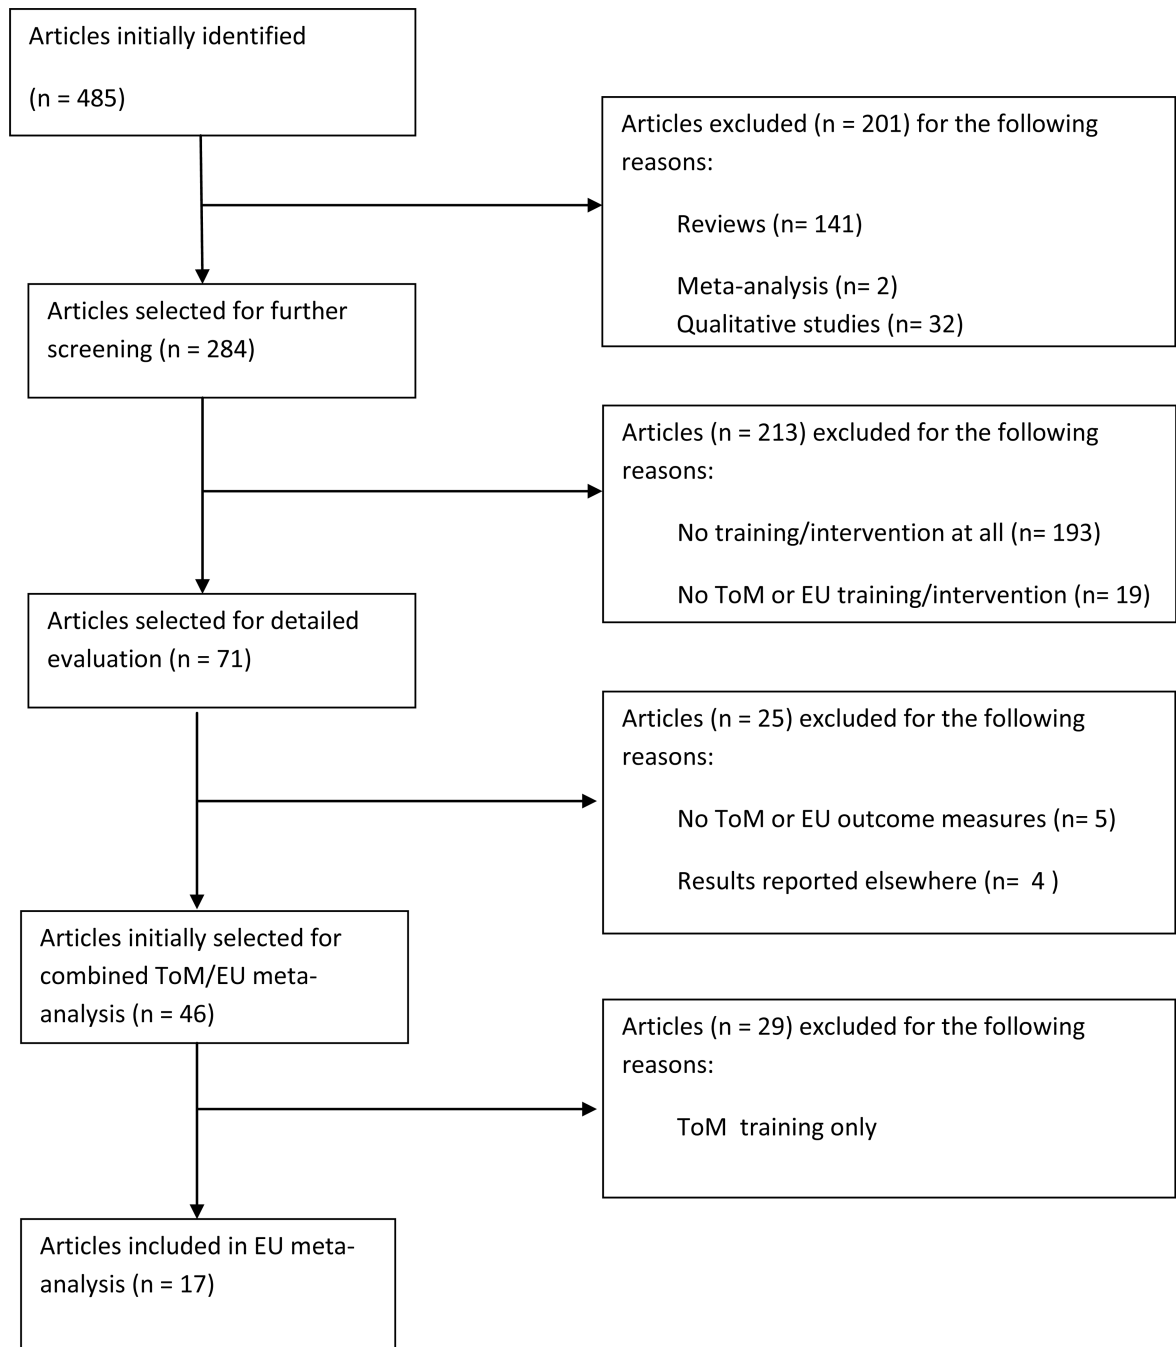 Articles initially identified
(n = 485)
Articles excluded (n = 201) for the following
reasons:
Reviews (n= 141)
Meta-analysis (n= 2)
Qualitative studies (n= 32)
Articles selected for further
screening (n = 284)
Articles (n = 213) excluded for the following
reasons:
No training/intervention at all (n= 193)
No ToM or EU training/intervention (n= 19)
Articles selected for detailed
evaluation (n = 71)
Articles (n = 25) excluded for the following
reasons:
No ToM or EU outcome measures (n= 5)
Results reported elsewhere (n=  4 )
Articles initially selected for
combined ToM/EU meta-
analysis (n = 46)
Articles (n = 29) excluded for the following
reasons:
ToM  training only
Articles included in EU meta-
analysis (n = 17)